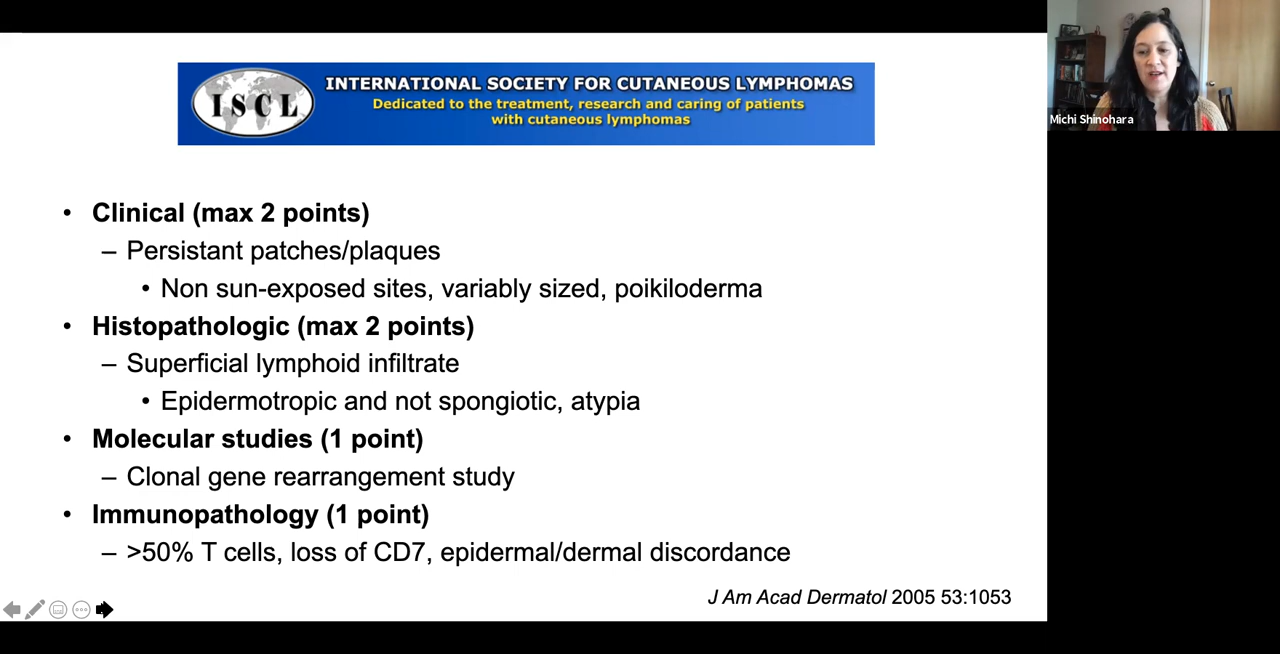 ISCL
INTERNATIONAL SOCIETY FOR CUTANEOUS LYMPHOMAS
Dedicated to the treatment, research and caring of patients
with cutaneous lymphomas
Michi Shinohara
• Clinical (max 2 points)
– Persistant patches/plaques
• Non sun-exposed sites, variably sized, poikiloderma
• Histopathologic (max 2 points)
– Superficial lymphoid infiltrate
• Epidermotropic and not spongiotic, atypia
• Molecular studies (1 point)
– Clonal gene rearrangement study
• Immunopathology (1 point)
– >50% T cells, loss of CD7, epidermal/dermal discordance
J Am Acad Dermatol 2005 53:1053